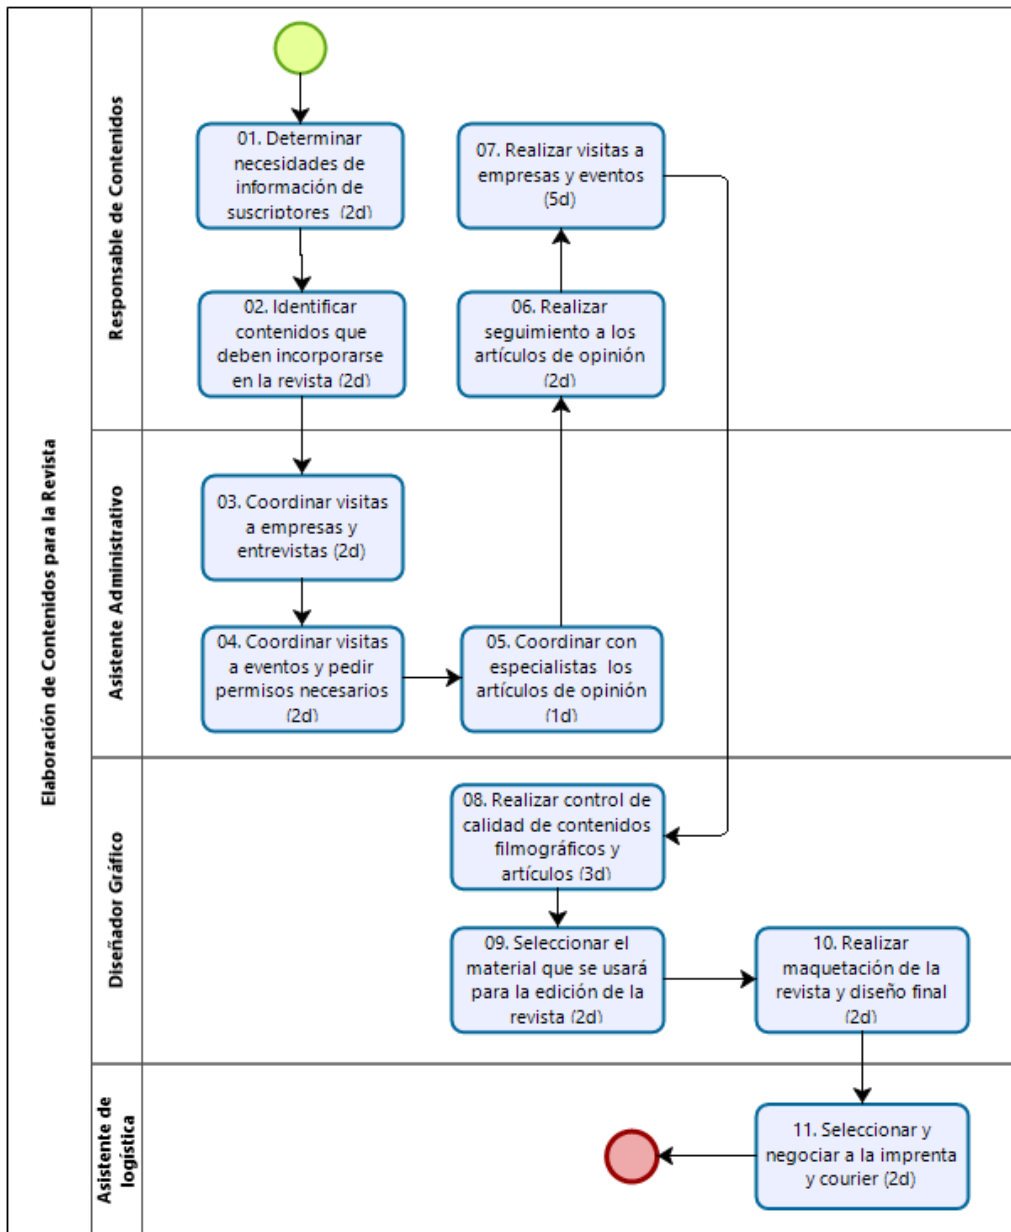 Elaboración de Contenidos para la Revista
Responsable de Contenidos
01. Determinar
necesidades de
información de
suscriptores (2d)
02. Identificar
contenidos que
deben incorporarse
en la revista (2d)
07. Realizar visitas a
empresas y eventos
(5d)
06. Realizar
seguimiento a los
artículos de opinión
(2d)
Asistente Administrativo
03. Coordinar visitas
a empresas y
entrevistas (2d)
04. Coordinar visitas
a eventos y pedir
permisos necesarios
(2d)
05. Coordinar con
especialistas los
artículos de opinión
(1d)
Diseñador Gráfico
08. Realizar control de
calidad de contenidos
filmográficos y
artículos (3d)
09. Seleccionar el
material que se usará
para la edición de la
revista (2d)
10. Realizar
maquetación de la
revista y diseño final
(2d)
Asistente de
logística
11. Seleccionar y
negociar a la imprenta
y courier (2d)